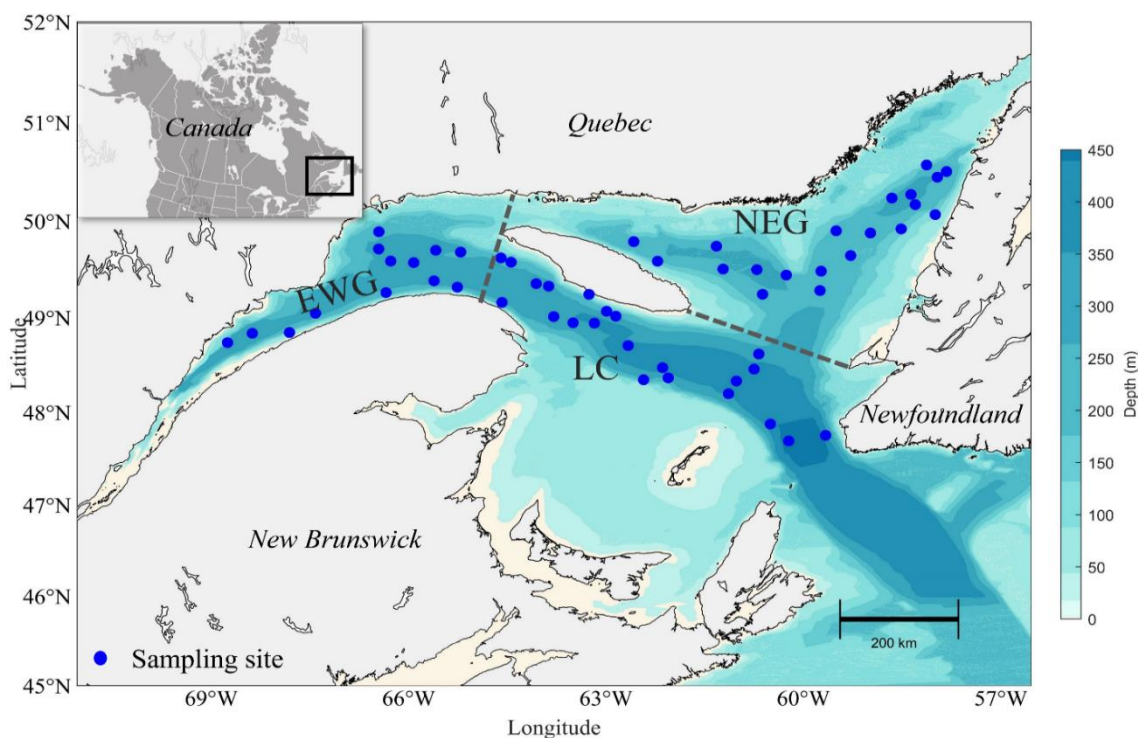 52°N
51°N
50°N
49°N
48°N
47°N
46°N
45°N
Latitude
Canada
Quebec
NEG
EWG
LC
Newfoundland
New Brunswick
200 km
Sampling site
69°W
66°W
63°W
60°W
57°W
Longitude
450
400
350
300
250
200
150
100
50
0
Depth (m)